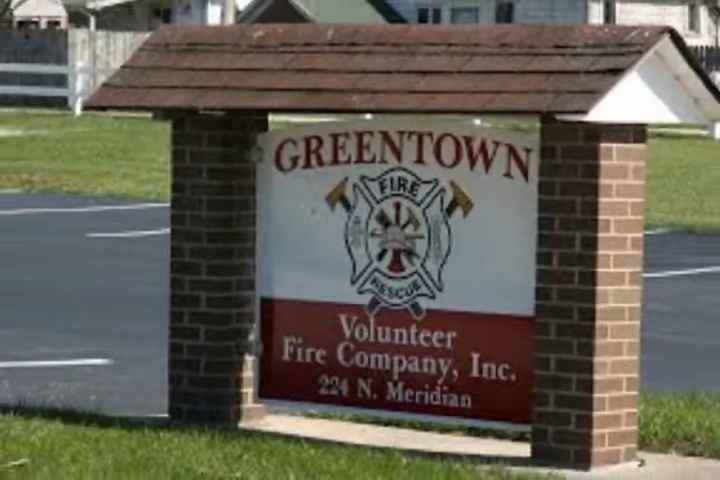 GREENTOWN
FIRE
RESCUE
Volunteer
Fire Company, Inc.
224 N. Meridian